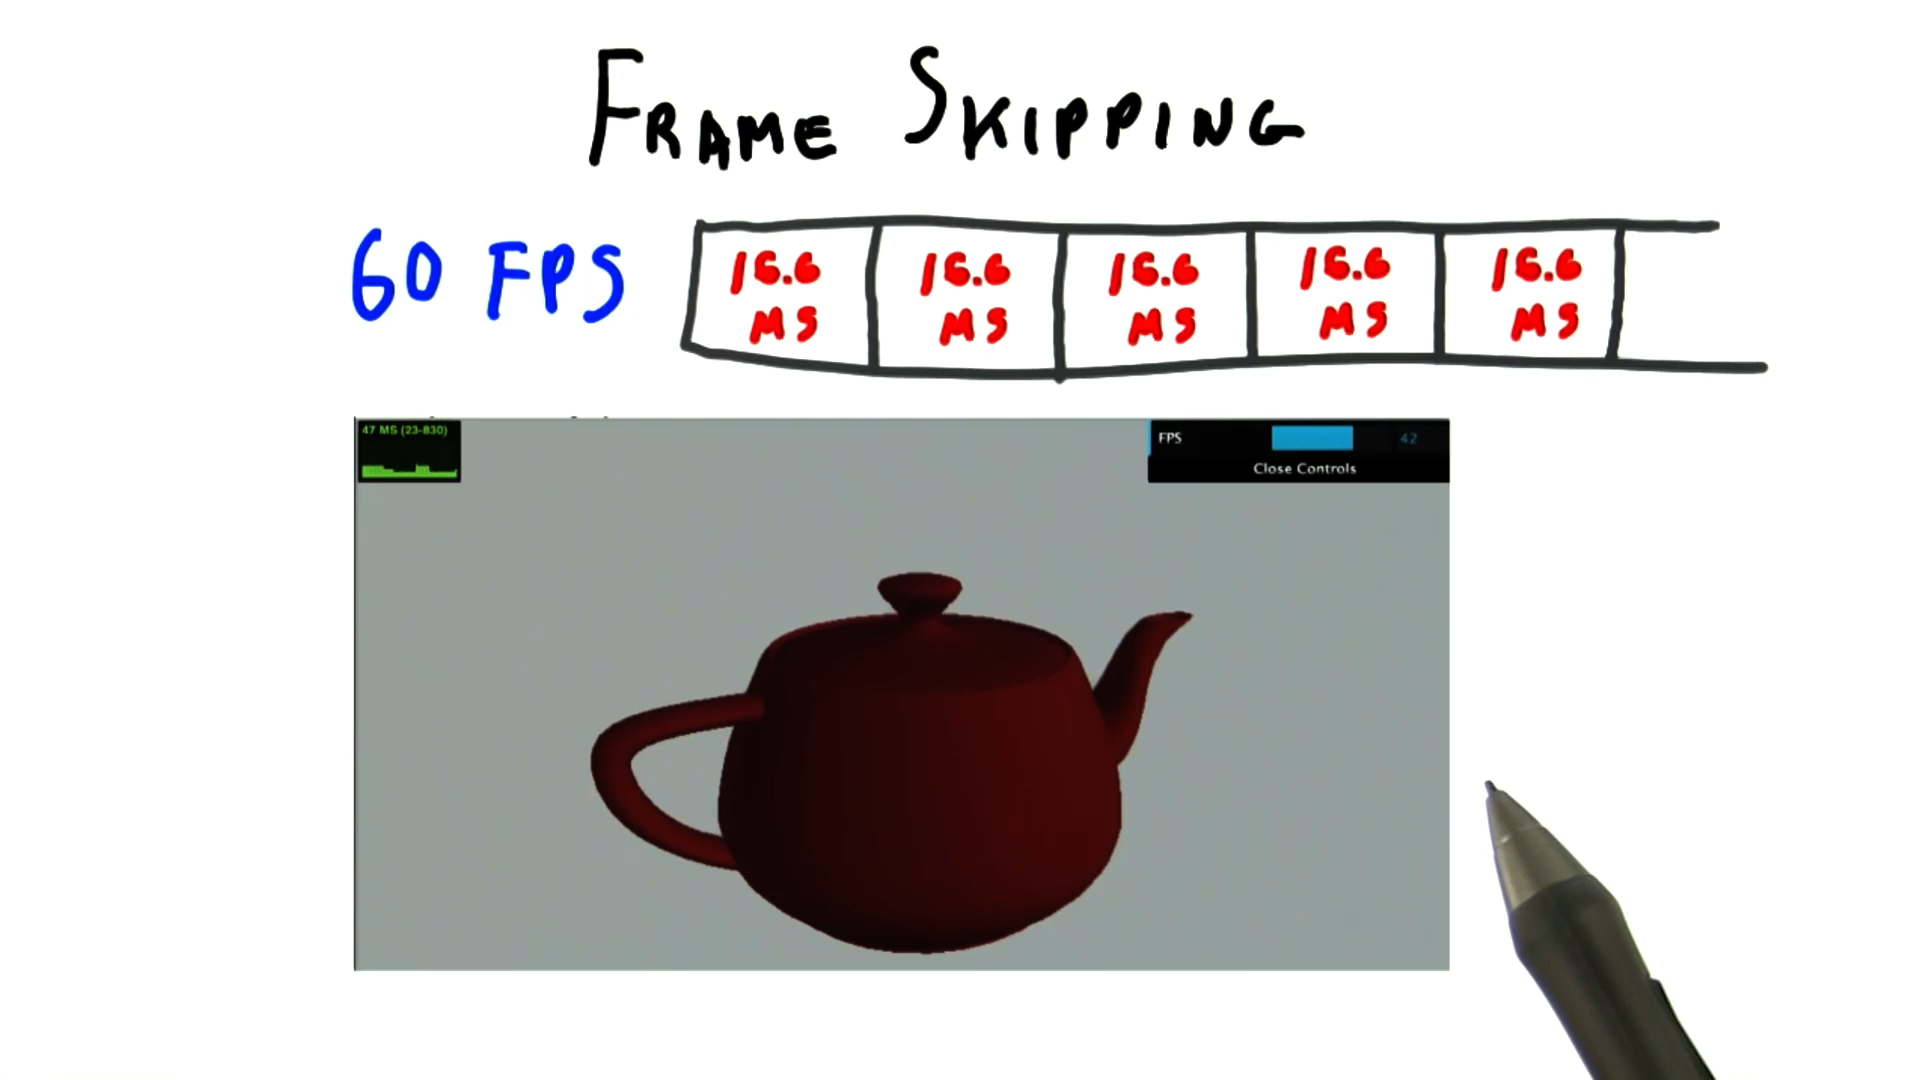 FRAME SKIPPING
60 FPS
16.6 MS
16.6 MS
16.6 MS
16.6 MS
16.6 MS
47 MS (23-830)
FPS 42
Close Controls